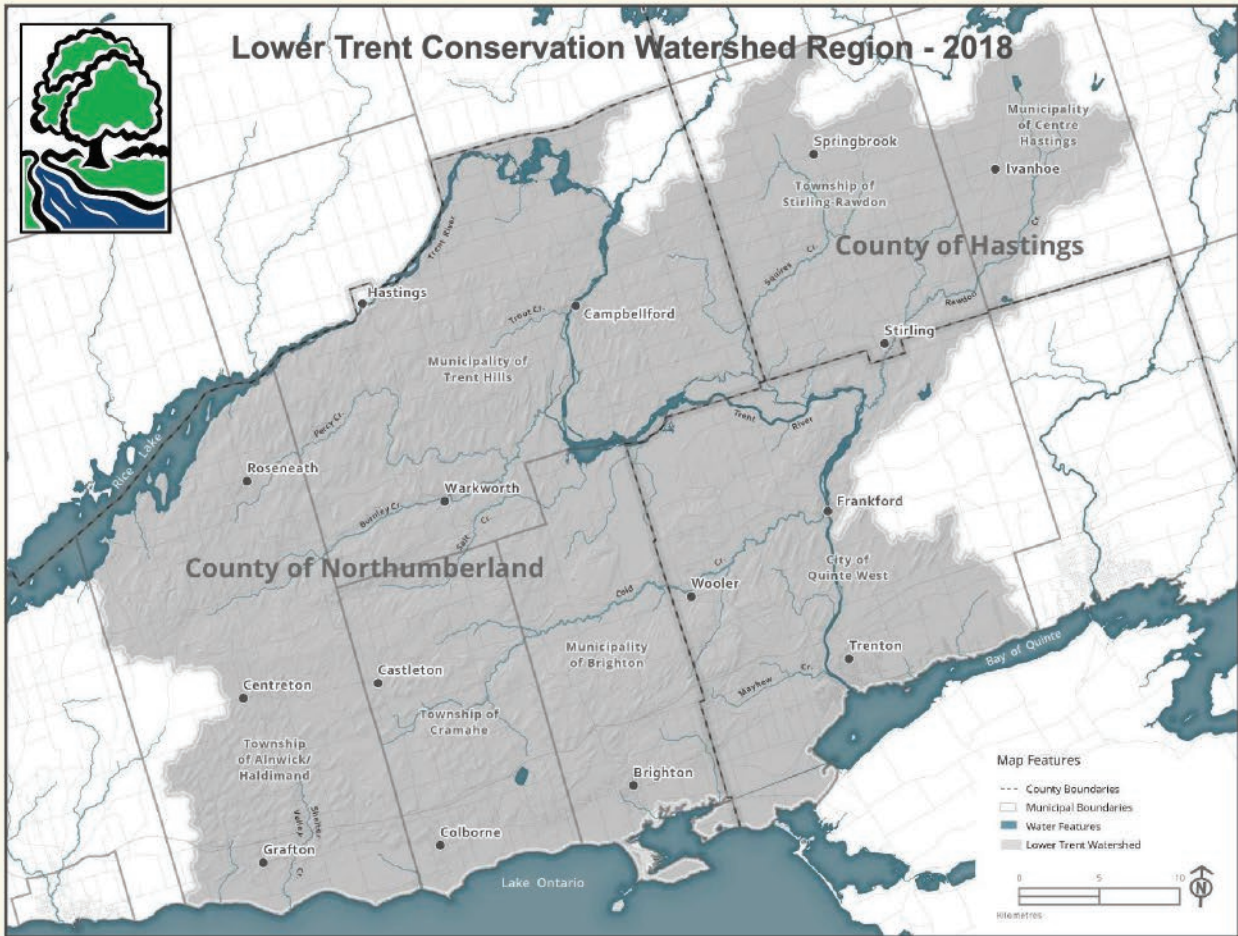 Lower Trent Conservation Watershed Region - 2018
Municipality
of Centre
Hastings
Springbrook
Ivanhoe
Township of
Stirling-Rawdon
County of Hastings
Trent River
Squires Cr.
Cr.
Rawdon
Hastings
Trout Cr.
Campbellford
Stirling
Municipality of
Trent Hills
Percy Cr.
Trent River
Rice Lake
Roseneath
Warkworth
Burnley Cr.
Salt Cr.
Frankford
County of Northumberland
City of
Quinte West
Cold Cr.
Wooler
Municipality
of Brighton
Trenton
Bay of Quinte
Mayhew Cr.
Castleton
Centreton
Township of
Cramahe
Township
of Alnwick/
Haldimand
Brighton
Shelter
Valley
Cr.
Colborne
Grafton
Lake Ontario
Map Features
County Boundaries
Municipal Boundaries
Water Features
Lower Trent Watershed
0 5 10
Kilometres
N